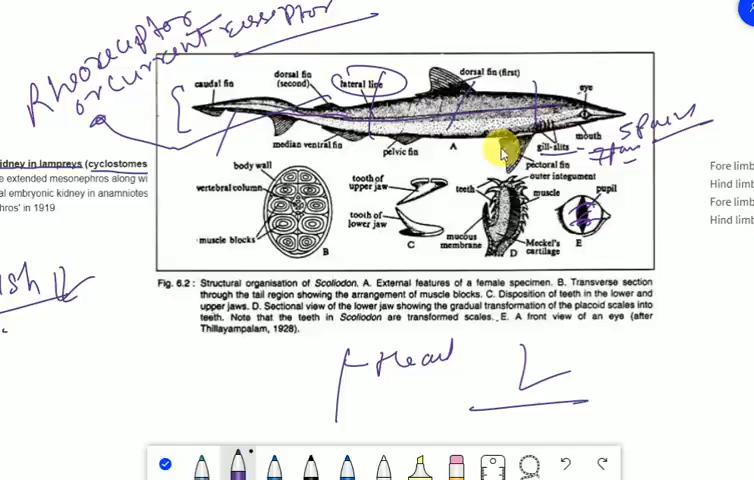 Rheoreceptor
or current receptor
caudal fin
dorsal fin
(second)
lateral line
dorsal fin (first)
eye
mouth
5 pairs
gill-slits
pectoral fin
median ventral fin
pelvic fin
A
kidney in lampreys (cyclostomes
e extended mesonephros along wi
al embryonic kidney in anamniotes
phros' in 1919
body wall
vertebral column
muscle blocks
B
tooth of
upper jaw
tooth of
lower jaw
C
outer integument
teeth
muscle
mucous
membrane
Meckel's
cartilage
D
pupil
E
Fore limb
Hind limb
Fore limb
Hind limb
Fig. 6.2 : Structural organisation of Scoliodon. A. External features of a female specimen. B. Transverse section
through the tail region showing the arrangement of muscle blocks. C. Disposition of teeth in the lower and
upper jaws. D. Sectional view of the lower jaw showing the gradual transformation of the placoid scales into
teeth. Note that the teeth in Scoliodon are transformed scales. E. A front view of an eye (after
Thillayampalam, 1928).
ish
Head